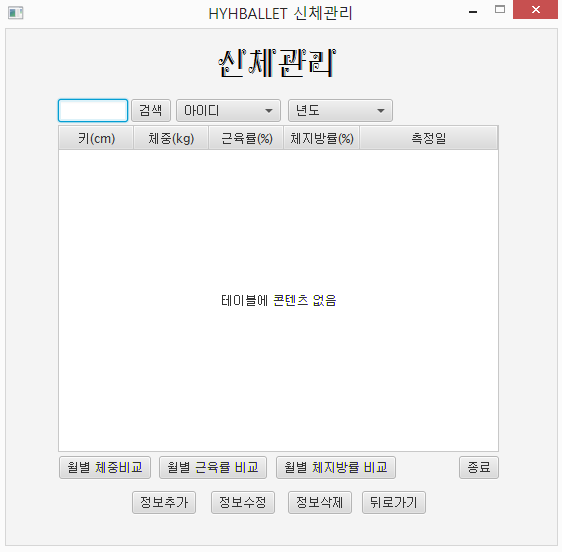 HYHBALLET 신체관리
신체관리
검색 아이디 년도
키(cm) 체중(kg) 근육률(%) 체지방률(%) 측정일
테이블에 콘텐츠 없음
월별 체중비교 월별 근육률 비교 월별 체지방률 비교 종료
정보추가 정보수정 정보삭제 뒤로가기